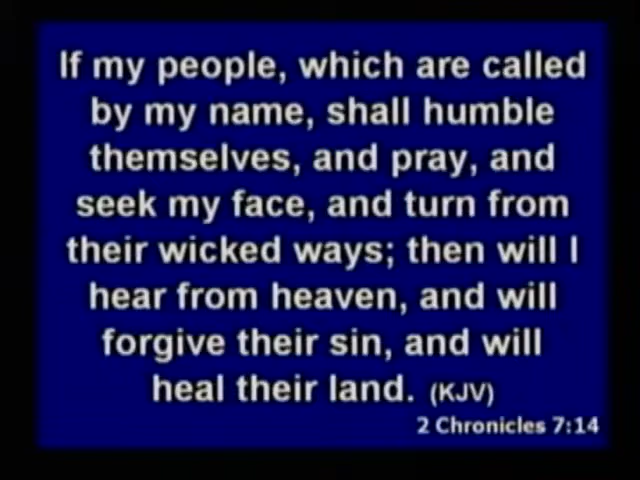 If my people, which are called
by my name, shall humble
themselves, and pray, and
seek my face, and turn from
their wicked ways; then will I
hear from heaven, and will
forgive their sin, and will
heal their land. (KJV)
2 Chronicles 7:14